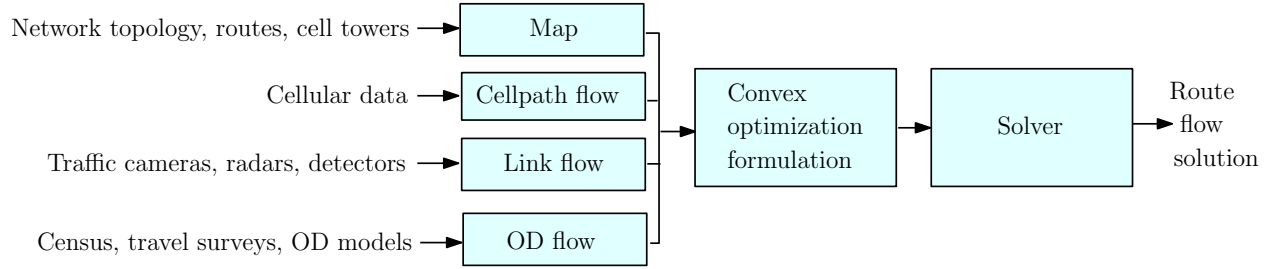 Network topology, routes, cell towers
Map
Cellular data
Cellpath flow
Traffic cameras, radars, detectors
Link flow
Census, travel surveys, OD models
OD flow
Convex
optimization
formulation
Solver
Route
flow
solution